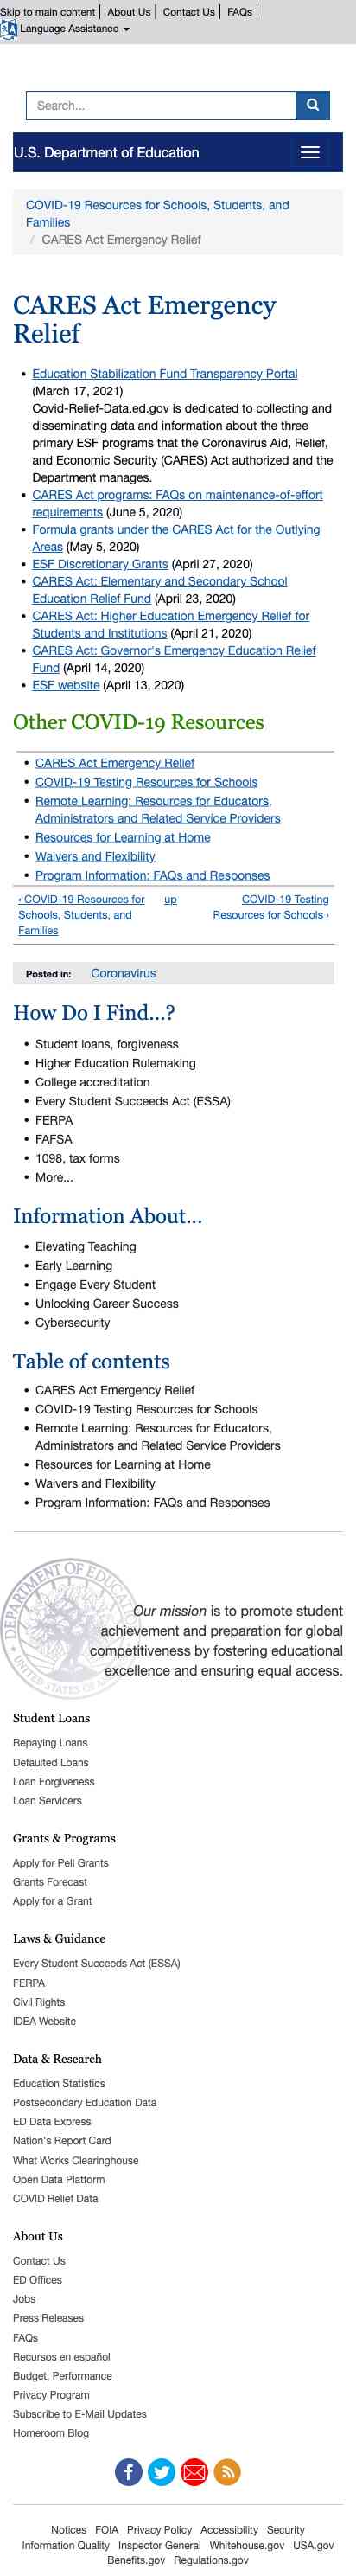 Skip to main content About Us Contact Us FAQs
Language Assistance
Search...
U.S. Department of Education
COVID-19 Resources for Schools, Students, and
Families
/ CARES Act Emergency Relief
CARES Act Emergency
Relief
• Education Stabilization Fund Transparency Portal
(March 17, 2021)
Covid-Relief-Data.ed.gov is dedicated to collecting and
disseminating data and information about the three
primary ESF programs that the Coronavirus Aid, Relief,
and Economic Security (CARES) Act authorized and the
Department manages.
• CARES Act programs: FAQs on maintenance-of-effort
requirements (June 5, 2020)
• Formula grants under the CARES Act for the Outlying
Areas (May 5, 2020)
• ESF Discretionary Grants (April 27, 2020)
• CARES Act: Elementary and Secondary School
Education Relief Fund (April 23, 2020)
• CARES Act: Higher Education Emergency Relief for
Students and Institutions (April 21, 2020)
• CARES Act: Governor's Emergency Education Relief
Fund (April 14, 2020)
• ESF website (April 13, 2020)
Other COVID-19 Resources
• CARES Act Emergency Relief
• COVID-19 Testing Resources for Schools
• Remote Learning: Resources for Educators,
Administrators and Related Service Providers
• Resources for Learning at Home
• Waivers and Flexibility
• Program Information: FAQs and Responses
‹ COVID-19 Resources for up COVID-19 Testing
Schools, Students, and Resources for Schools ›
Families
Posted in: Coronavirus
How Do I Find...?
• Student loans, forgiveness
• Higher Education Rulemaking
• College accreditation
• Every Student Succeeds Act (ESSA)
• FERPA
• FAFSA
• 1098, tax forms
• More...
Information About...
• Elevating Teaching
• Early Learning
• Engage Every Student
• Unlocking Career Success
• Cybersecurity
Table of contents
• CARES Act Emergency Relief
• COVID-19 Testing Resources for Schools
• Remote Learning: Resources for Educators,
Administrators and Related Service Providers
• Resources for Learning at Home
• Waivers and Flexibility
• Program Information: FAQs and Responses
Our mission is to promote student
achievement and preparation for global
competitiveness by fostering educational
excellence and ensuring equal access.
Student Loans
Repaying Loans
Defaulted Loans
Loan Forgiveness
Loan Servicers
Grants & Programs
Apply for Pell Grants
Grants Forecast
Apply for a Grant
Laws & Guidance
Every Student Succeeds Act (ESSA)
FERPA
Civil Rights
IDEA Website
Data & Research
Education Statistics
Postsecondary Education Data
ED Data Express
Nation's Report Card
What Works Clearinghouse
Open Data Platform
COVID Relief Data
About Us
Contact Us
ED Offices
Jobs
Press Releases
FAQs
Recursos en español
Budget, Performance
Privacy Program
Subscribe to E-Mail Updates
Homeroom Blog
Notices FOIA Privacy Policy Accessibility Security
Information Quality Inspector General Whitehouse.gov USA.gov
Benefits.gov Regulations.gov